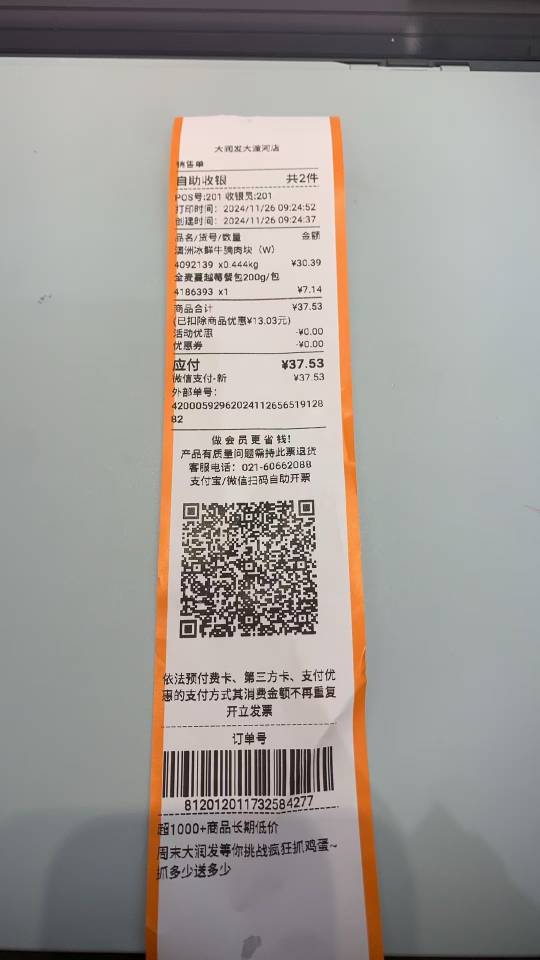 大润发大渡河店
销售单
自助收银 共2件
POS号:201 收银员:201
打印时间: 2024/11/26 09:24:52
创建时间: 2024/11/26 09:24:37
品名/货号/数量 金额
澳洲冰鲜牛腩肉块（W）
4092139 x0.444kg ¥30.39
全麦蔓越莓餐包200g/包
4186393 x1 ¥7.14
商品合计 ¥37.53
(已扣除商品优惠¥13.03元)
活动优惠 -¥0.00
优惠券 -¥0.00
应付 ¥37.53
微信支付-新 ¥37.53
外部单号:
42000592962024112656519128
82
做会员更省钱!
产品有质量问题需持此票退货
客服电话: 021-60662088
支付宝/微信扫码自助开票
依法预付费卡、第三方卡、支付优
惠的支付方式其消费金额不再重复
开立发票
订单号
812012011732584277
超1000+商品长期低价
周末大润发等你挑战疯狂抓鸡蛋~
抓多少送多少